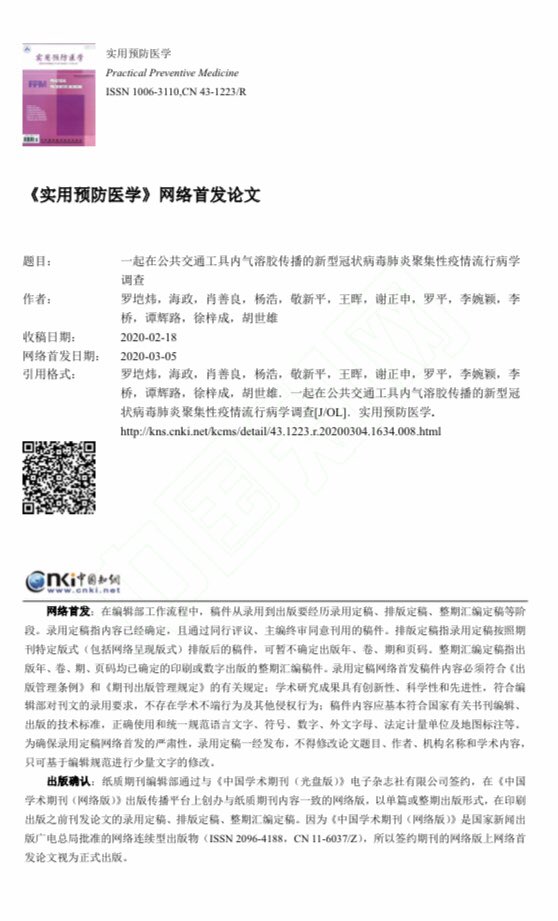 实用预防医学
PPM
实用预防医学
Practical Preventive Medicine
ISSN 1006-3110,CN 43-1223/R
《实用预防医学》网络首发论文
题目： 一起在公共交通工具内气溶胶传播的新型冠状病毒肺炎聚集性疫情流行病学
调查
作者： 罗垲炜，海政，肖善良，杨浩，敬新平，王晖，谢正申，罗平，李婉颖，李
桥，谭辉路，徐梓成，胡世雄
收稿日期： 2020-02-18
网络首发日期： 2020-03-05
引用格式： 罗垲炜，海政，肖善良，杨浩，敬新平，王晖，谢正申，罗平，李婉颖，李
桥，谭辉路，徐梓成，胡世雄．一起在公共交通工具内气溶胶传播的新型冠
状病毒肺炎聚集性疫情流行病学调查[J/OL]．实用预防医学．
http://kns.cnki.net/kcms/detail/43.1223.r.20200304.1634.008.html
中国知网
cnki 中国知网
www.cnki.net
网络首发：在编辑部工作流程中，稿件从录用到出版要经历录用定稿、排版定稿、整期汇编定稿等阶
段。录用定稿指内容已经确定，且通过同行评议、主编终审同意刊用的稿件。排版定稿指录用定稿按照期
刊特定版式（包括网络呈现版式）排版后的稿件，可暂不确定出版年、卷、期和页码。整期汇编定稿指出
版年、卷、期、页码均已确定的印刷或数字出版的整期汇编稿件。录用定稿网络首发稿件内容必须符合《出
版管理条例》和《期刊出版管理规定》的有关规定；学术研究成果具有创新性、科学性和先进性，符合编
辑部对刊文的录用要求，不存在学术不端行为及其他侵权行为；稿件内容应基本符合国家有关书刊编辑、
出版的技术标准，正确使用和统一规范语言文字、符号、数字、外文字母、法定计量单位及地图标注等。
为确保录用定稿网络首发的严肃性，录用定稿一经发布，不得修改论文题目、作者、机构名称和学术内容，
只可基于编辑规范进行少量文字的修改。
出版确认：纸质期刊编辑部通过与《中国学术期刊（光盘版）》电子杂志社有限公司签约，在《中国
学术期刊（网络版）》出版传播平台上创办与纸质期刊内容一致的网络版，以单篇或整期出版形式，在印刷
出版之前刊发论文的录用定稿、排版定稿、整期汇编定稿。因为《中国学术期刊（网络版）》是国家新闻出
版广电总局批准的网络连续型出版物（ISSN 2096-4188，CN 11-6037/Z），所以签约期刊的网络版上网络首
发论文视为正式出版。